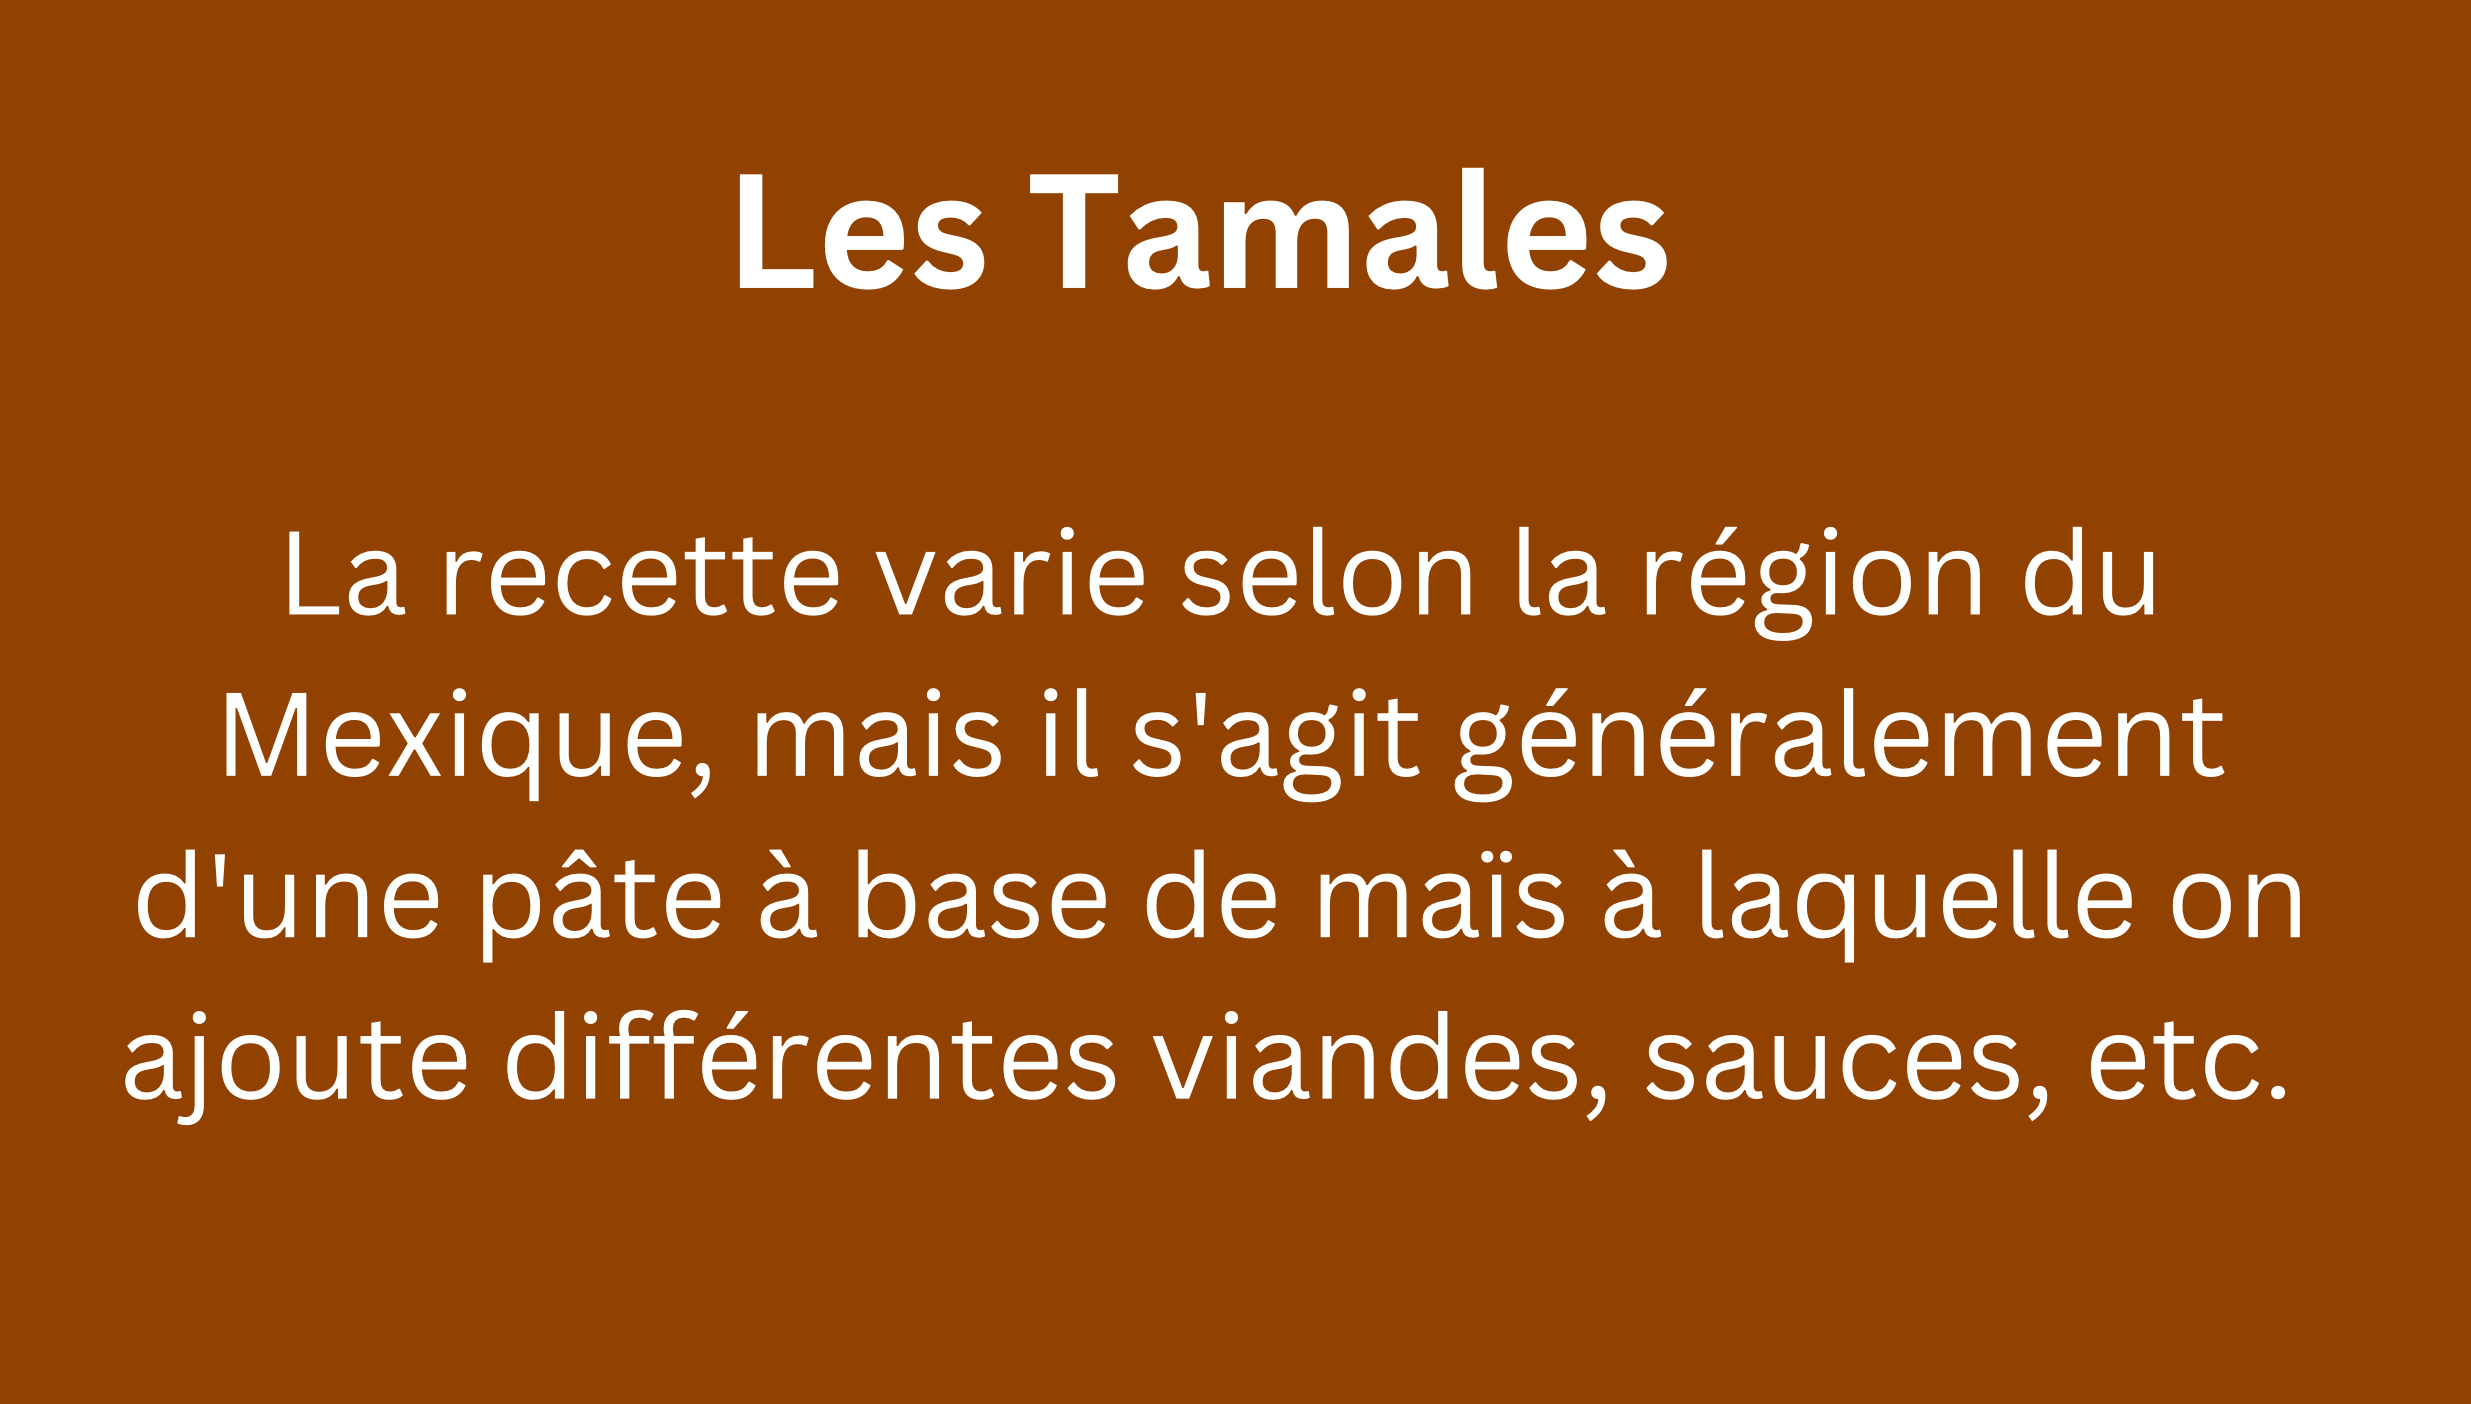 Les Tamales
La recette varie selon la région du
Mexique, mais il s'agit généralement
d'une pâte à base de maïs à laquelle on
ajoute différentes viandes, sauces, etc.